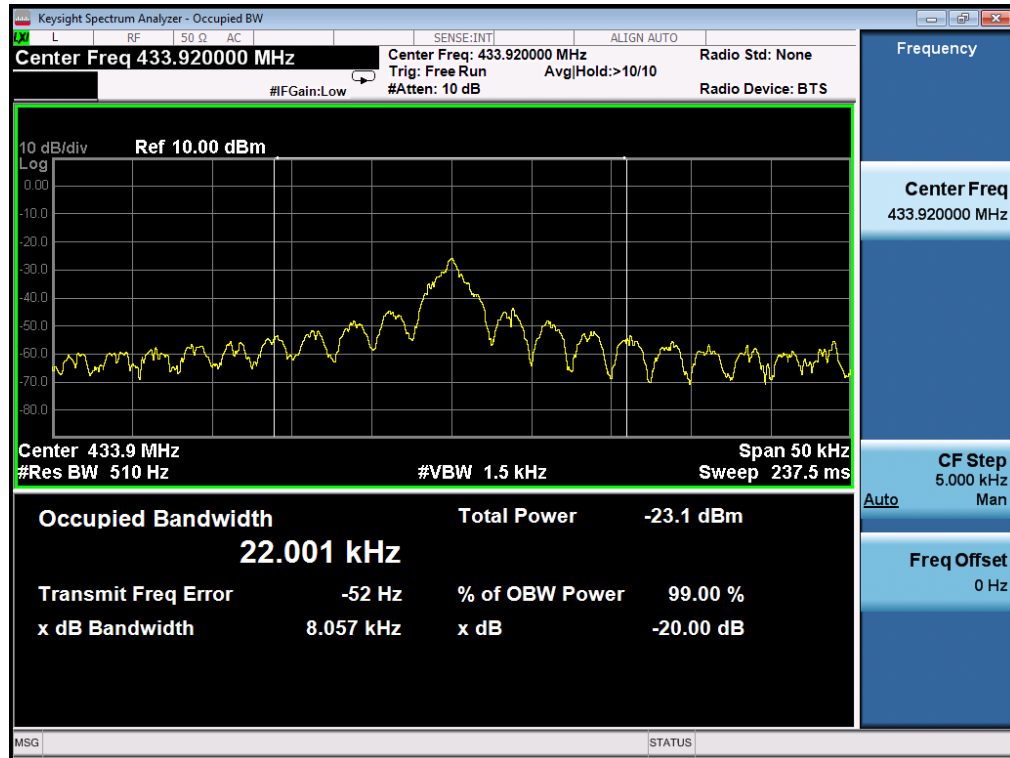 Keysight Spectrum Analyzer - Occupied BW
LXI L RF 50 Ω AC SENSE:INT ALIGN AUTO
Center Freq 433.920000 MHz
Center Freq: 433.920000 MHz Radio Std: None
Trig: Free Run Avg|Hold:>10/10
#IFGain:Low #Atten: 10 dB Radio Device: BTS
10 dB/div Ref 10.00 dBm
Log
0.00
-10.0
-20.0
-30.0
-40.0
-50.0
-60.0
-70.0
-80.0
Center 433.9 MHz Span 50 kHz
#Res BW 510 Hz #VBW 1.5 kHz Sweep 237.5 ms
Occupied Bandwidth Total Power -23.1 dBm
22.001 kHz
Transmit Freq Error -52 Hz % of OBW Power 99.00 %
x dB Bandwidth 8.057 kHz x dB -20.00 dB
MSG STATUS
Frequency
Center Freq
433.920000 MHz
CF Step
5.000 kHz
Auto Man
Freq Offset
0 Hz